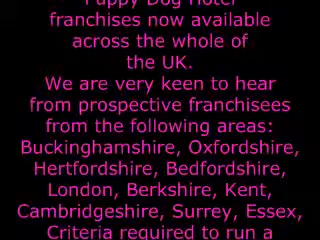 Puppy Dog Hotel
franchises now available
across the whole of
the UK.
We are very keen to hear
from prospective franchisees
from the following areas:
Buckinghamshire, Oxfordshire,
Hertfordshire, Bedfordshire,
London, Berkshire, Kent,
Cambridgeshire, Surrey, Essex,
Criteria required to run a